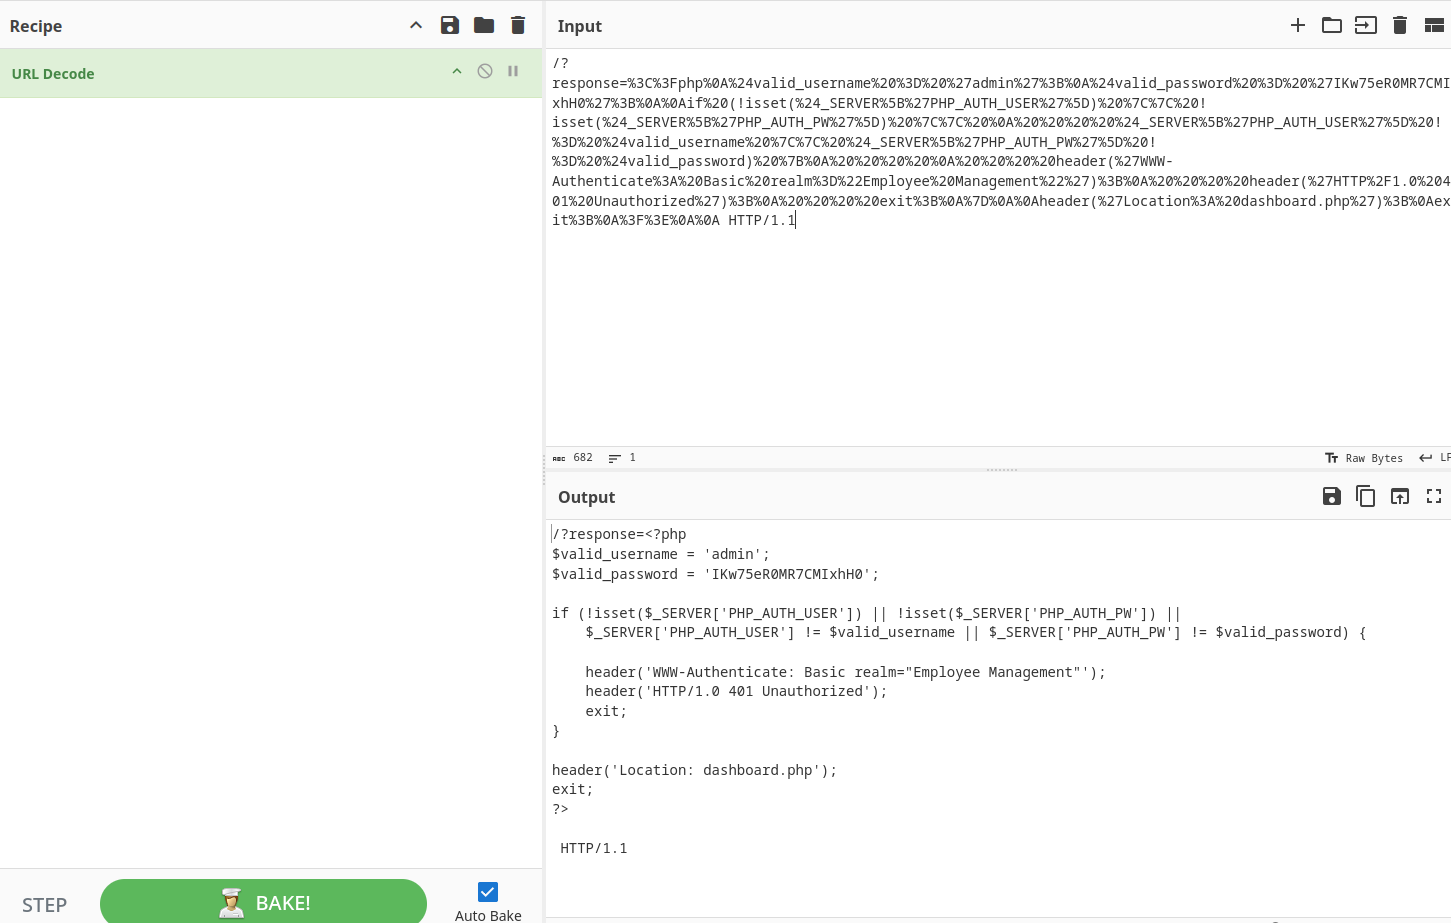 Recipe
URL Decode
STEP
BAKE!
Auto Bake
Input
/?
response=%3C%3Fphp%0A%24valid_username%20%3D%20%27admin%27%3B%0A%24valid_password%20%3D%20%27IKw75eR0MR7CMI
xhH0%27%3B%0A%0Aif%20(!isset(%24_SERVER%5B%27PHP_AUTH_USER%27%5D)%20%7C%7C%20!
isset(%24_SERVER%5B%27PHP_AUTH_PW%27%5D)%20%7C%7C%20%0A%20%20%20%20%24_SERVER%5B%27PHP_AUTH_USER%27%5D%20!
%3D%20%24valid_username%20%7C%7C%20%24_SERVER%5B%27PHP_AUTH_PW%27%5D%20!
%3D%20%24valid_password)%20%7B%0A%20%20%20%20%0A%20%20%20%20header(%27WWW-
Authenticate%3A%20Basic%20realm%3D%22Employee%20Management%22%27)%3B%0A%20%20%20%20header(%27HTTP%2F1.0%204
01%20Unauthorized%27)%3B%0A%20%20%20%20exit%3B%0A%7D%0A%0Aheader(%27Location%3A%20dashboard.php%27)%3B%0Aex
it%3B%0A%3F%3E%0A%0A HTTP/1.1
ABC 682 1
Raw Bytes LF
Output
/?response=<?php
$valid_username = 'admin';
$valid_password = 'IKw75eR0MR7CMIxhH0';
if (!isset($_SERVER['PHP_AUTH_USER']) || !isset($_SERVER['PHP_AUTH_PW']) ||
$_SERVER['PHP_AUTH_USER'] != $valid_username || $_SERVER['PHP_AUTH_PW'] != $valid_password) {
header('WWW-Authenticate: Basic realm="Employee Management"');
header('HTTP/1.0 401 Unauthorized');
exit;
}
header('Location: dashboard.php');
exit;
?>
HTTP/1.1